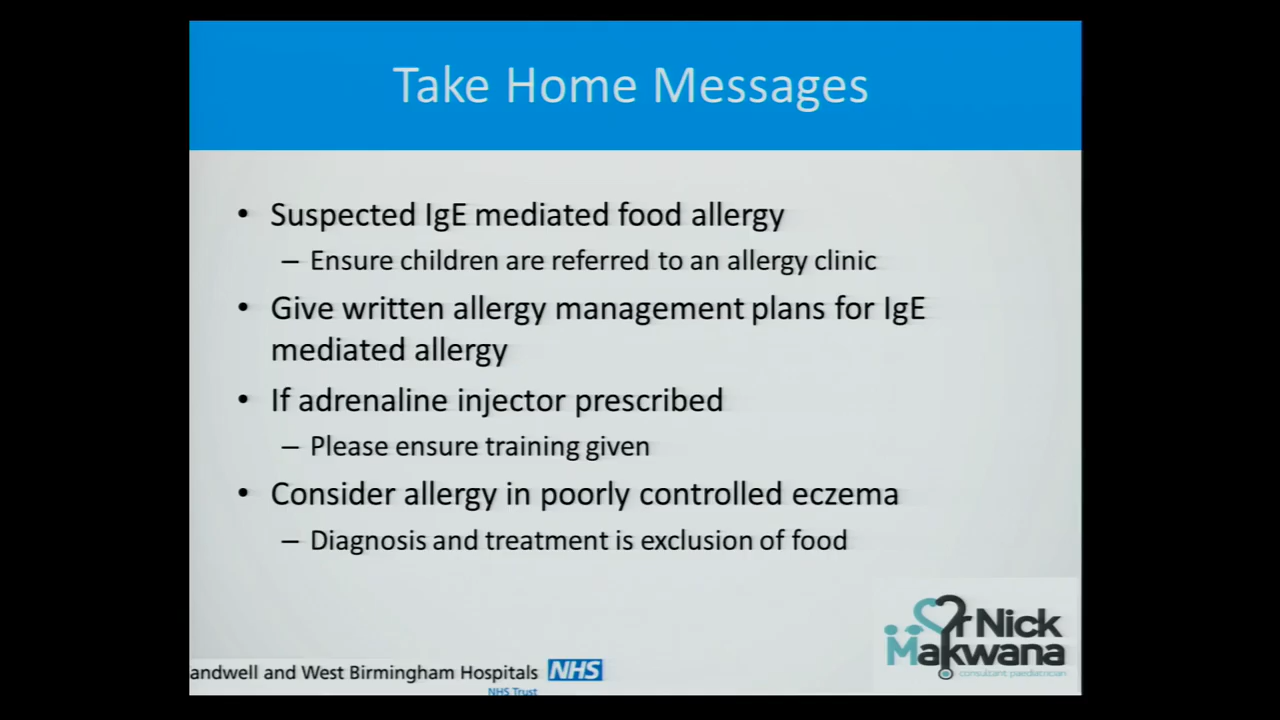 Take Home Messages
• Suspected IgE mediated food allergy
– Ensure children are referred to an allergy clinic
• Give written allergy management plans for IgE
mediated allergy
• If adrenaline injector prescribed
– Please ensure training given
• Consider allergy in poorly controlled eczema
– Diagnosis and treatment is exclusion of food
Dr Nick
Makwana
consultant paediatrician
andwell and West Birmingham Hospitals NHS
NHS Trust